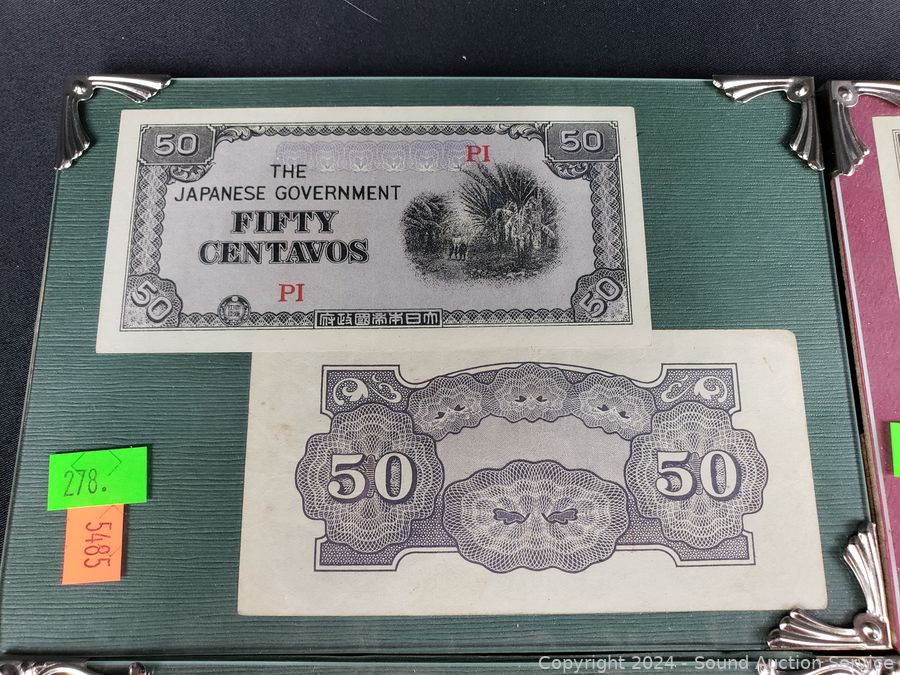 50
50
PI
THE
JAPANESE GOVERNMENT
FIFTY
CENTAVOS
PI
50
50
府政國帝本日大
50
50
278.
5485
Copyright 2024 - Sound Auction Service